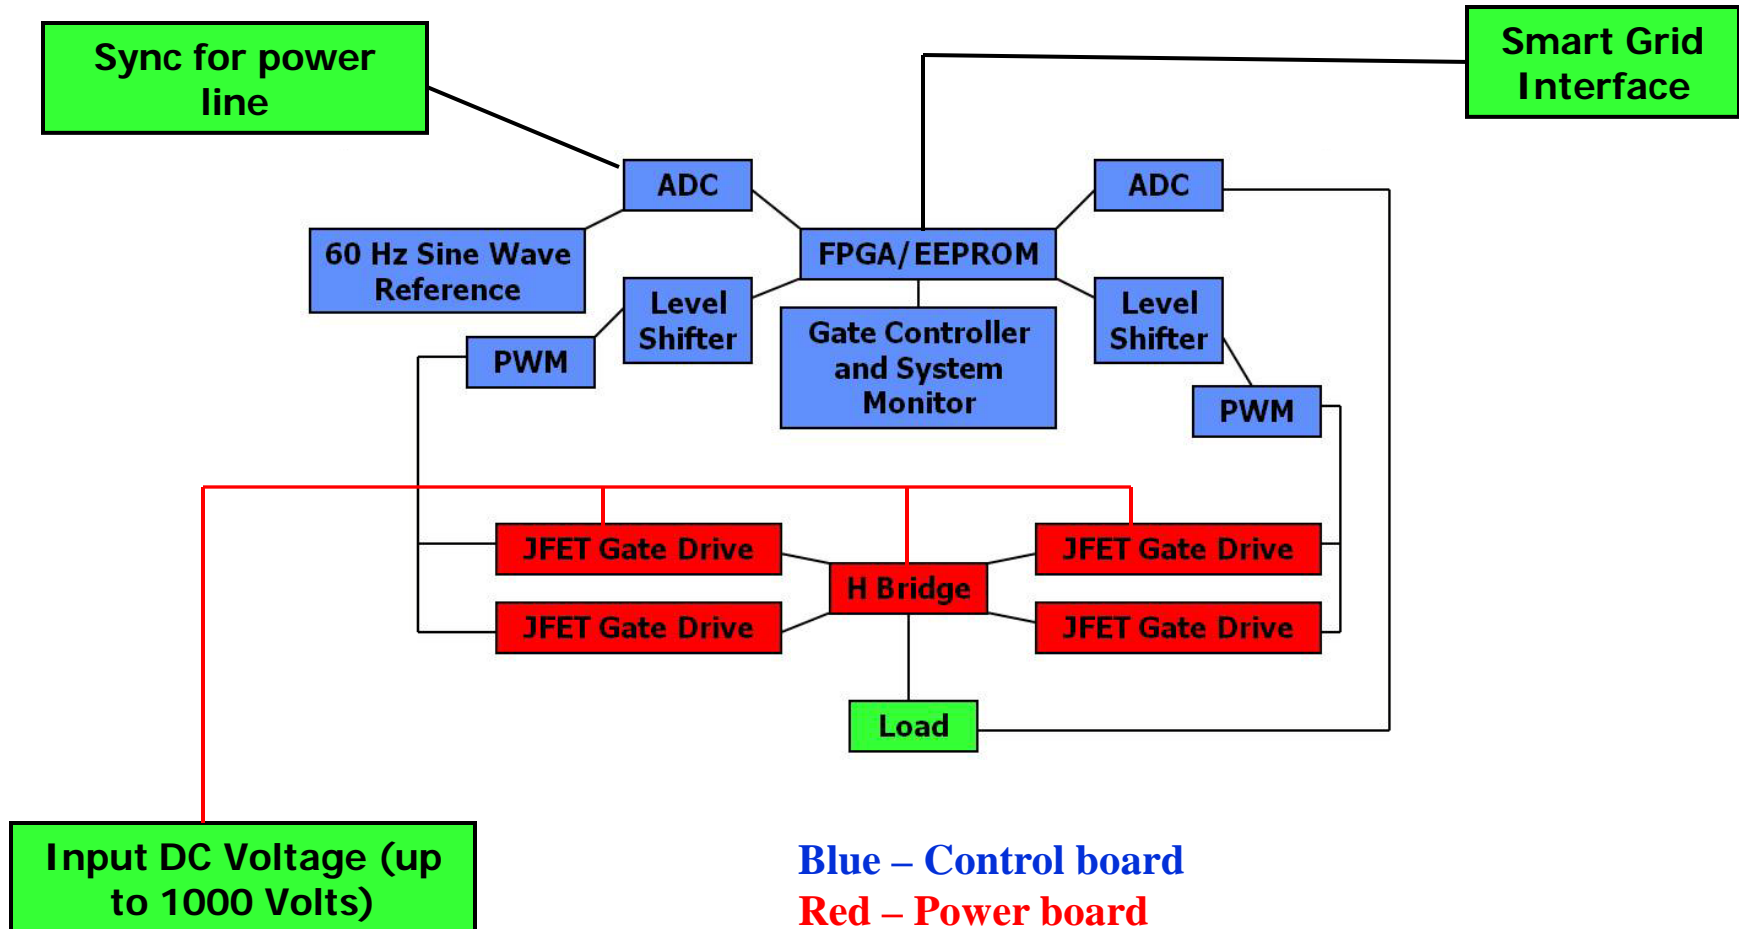 Sync for power
line
Smart Grid
Interface
ADC
ADC
60 Hz Sine Wave
Reference
FPGA/EEPROM
Level
Shifter
Level
Shifter
PWM
Gate Controller
and System
Monitor
PWM
JFET Gate Drive
JFET Gate Drive
H Bridge
JFET Gate Drive
JFET Gate Drive
Load
Input DC Voltage (up
to 1000 Volts)
Blue – Control board
Red – Power board